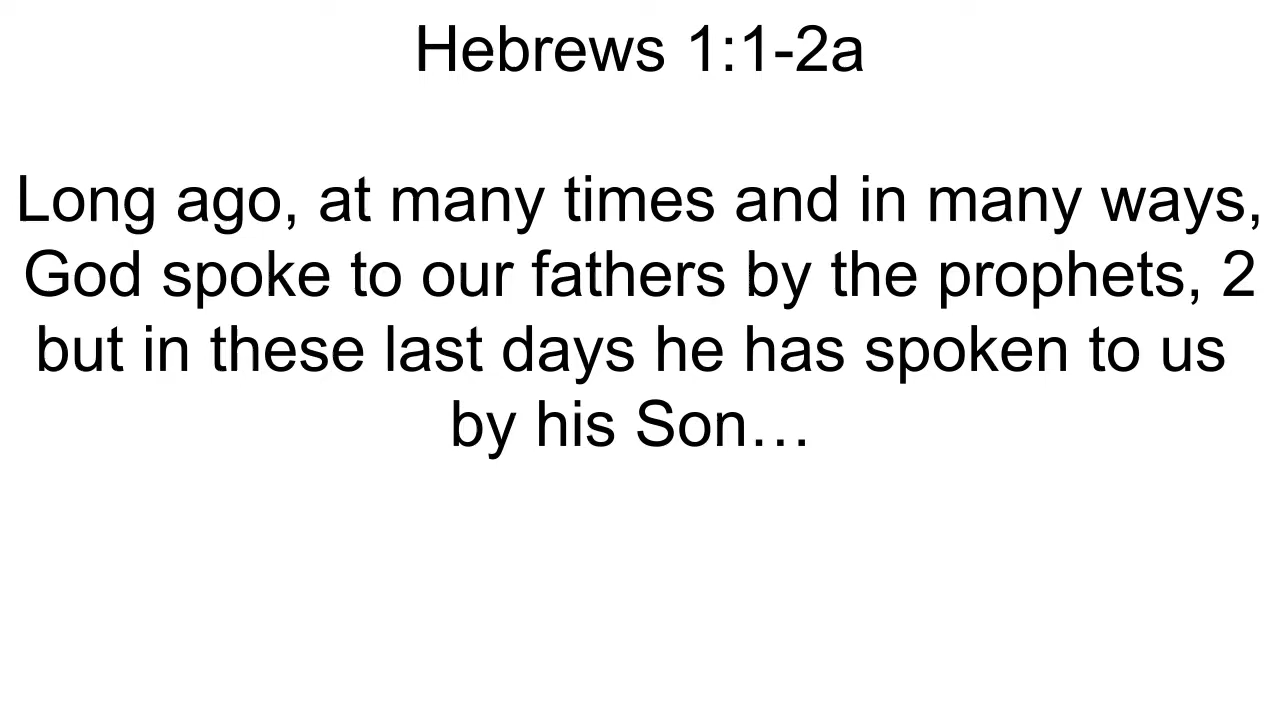 Hebrews 1:1-2a
Long ago, at many times and in many ways,
God spoke to our fathers by the prophets, 2
but in these last days he has spoken to us
by his Son…